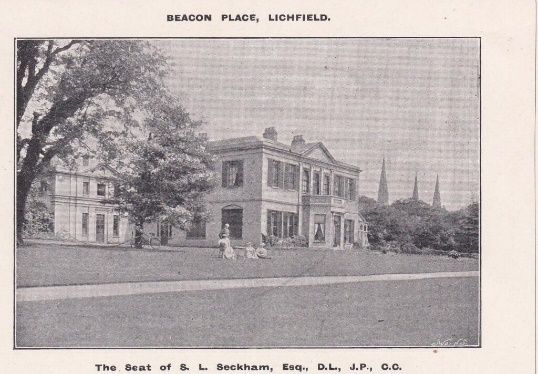 BEACON PLACE, LICHFIELD.
The Seat of S. L. Seckham, Esq., D.L., J.P., C.C.